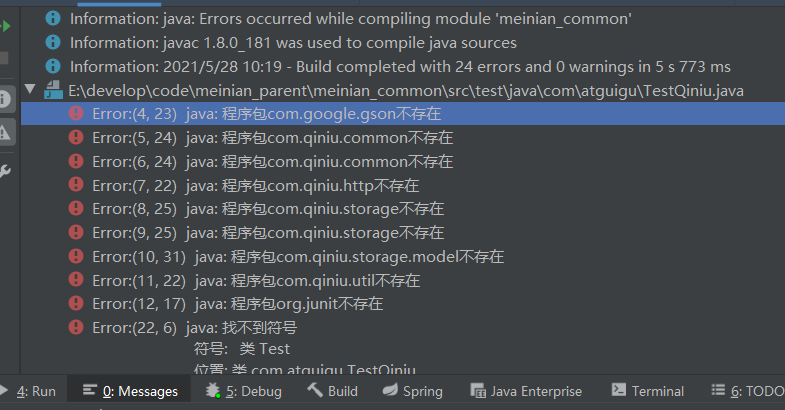 Information: java: Errors occurred while compiling module 'meinian_common'
Information: javac 1.8.0_181 was used to compile java sources
Information: 2021/5/28 10:19 - Build completed with 24 errors and 0 warnings in 5 s 773 ms
E:\develop\code\meinian_parent\meinian_common\src\test\java\com\atguigu\TestQiniu.java
Error:(4, 23) java: 程序包com.google.gson不存在
Error:(5, 24) java: 程序包com.qiniu.common不存在
Error:(6, 24) java: 程序包com.qiniu.common不存在
Error:(7, 22) java: 程序包com.qiniu.http不存在
Error:(8, 25) java: 程序包com.qiniu.storage不存在
Error:(9, 25) java: 程序包com.qiniu.storage不存在
Error:(10, 31) java: 程序包com.qiniu.storage.model不存在
Error:(11, 22) java: 程序包com.qiniu.util不存在
Error:(12, 17) java: 程序包org.junit不存在
Error:(22, 6) java: 找不到符号
符号: 类 Test
位置: 类 com.atguigu.TestQiniu
4: Run 0: Messages 5: Debug Build Spring Java Enterprise Terminal 6: TODO